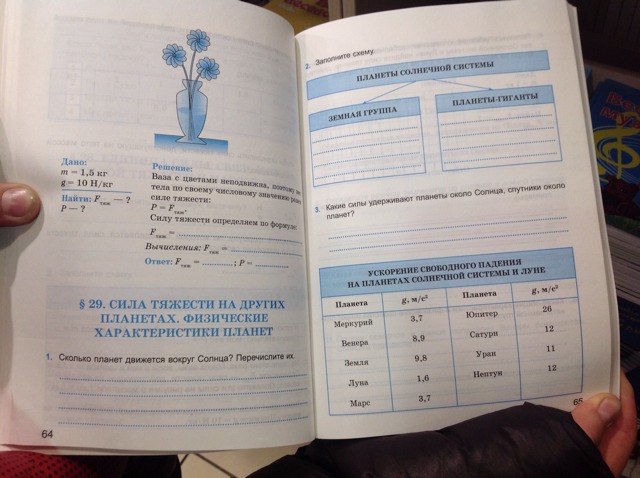 Дано:
m = 1,5 кг
g = 10 Н/кг
Найти: Fтяж — ?
P — ?
Решение:
Ваза с цветами неподвижна, поэтому
тела по своему числовому значению
силе тяжести:
P = Fтяж.
Силу тяжести определяем по формуле:
Fтяж =
Вычисления: Fтяж =
Ответ: Fтяж = ; P =
§ 29. СИЛА ТЯЖЕСТИ НА ДРУГИХ
ПЛАНЕТАХ. ФИЗИЧЕСКИЕ
ХАРАКТЕРИСТИКИ ПЛАНЕТ
1. Сколько планет движется вокруг Солнца? Перечислите их.
64
2. Заполните схему.
ПЛАНЕТЫ СОЛНЕЧНОЙ СИСТЕМЫ
ЗЕМНАЯ ГРУППА
ПЛАНЕТЫ-ГИГАНТЫ
3. Какие силы удерживают планеты около Солнца, спутники около
планет?
УСКОРЕНИЕ СВОБОДНОГО ПАДЕНИЯ
НА ПЛАНЕТАХ СОЛНЕЧНОЙ СИСТЕМЫ И ЛУНЕ
Планета g, м/с² Планета g, м/с²
Меркурий 3,7 Юпитер 26
Венера 8,9 Сатурн 12
Земля 9,8 Уран 11
Луна 1,6 Нептун 12
Марс 3,7
65